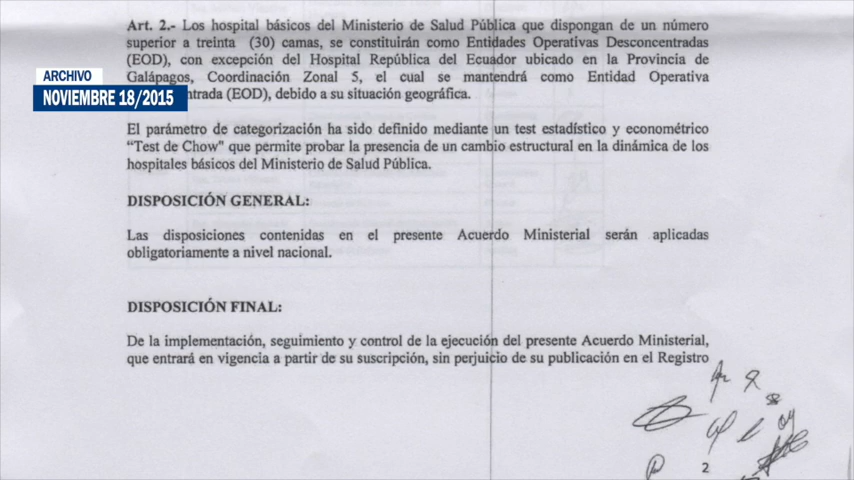 Art. 2.- Los hospital básicos del Ministerio de Salud Pública que dispongan de un número
superior a treinta (30) camas, se constituirán como Entidades Operativas Desconcentradas
(EOD), con excepción del Hospital República del Ecuador ubicado en la Provincia de
Galápagos, Coordinación Zonal 5, el cual se mantendrá como Entidad Operativa
ntrada (EOD), debido a su situación geográfica.
ARCHIVO
NOVIEMBRE 18/2015
El parámetro de categorización ha sido definido mediante un test estadístico y econométrico
“Test de Chow" que permite probar la presencia de un cambio estructural en la dinámica de los
hospitales básicos del Ministerio de Salud Pública.
DISPOSICIÓN GENERAL:
Las disposiciones contenidas en el presente Acuerdo Ministerial serán aplicadas
obligatoriamente a nivel nacional.
DISPOSICIÓN FINAL:
De la implementación, seguimiento y control de la ejecución del presente Acuerdo Ministerial,
que entrará en vigencia a partir de su suscripción, sin perjuicio de su publicación en el Registro
2